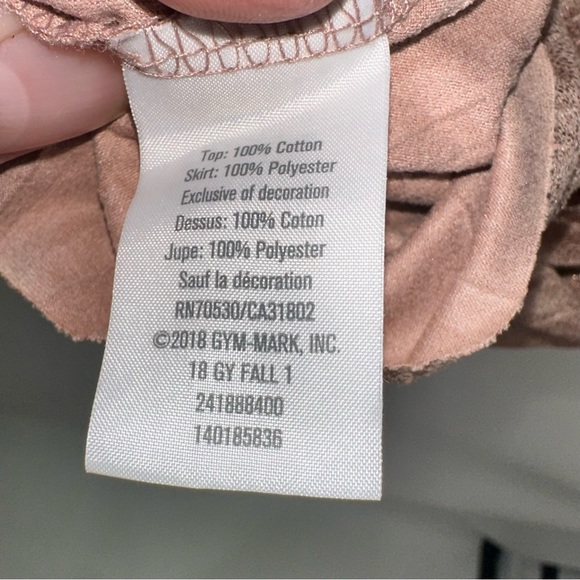 Top: 100% Cotton
Skirt: 100% Polyester
Exclusive of decoration
Dessus: 100% Coton
Jupe: 100% Polyester
Sauf la décoration
RN70530/CA31802
©2018 GYM-MARK, INC.
18 GY FALL 1
241888400
140185836